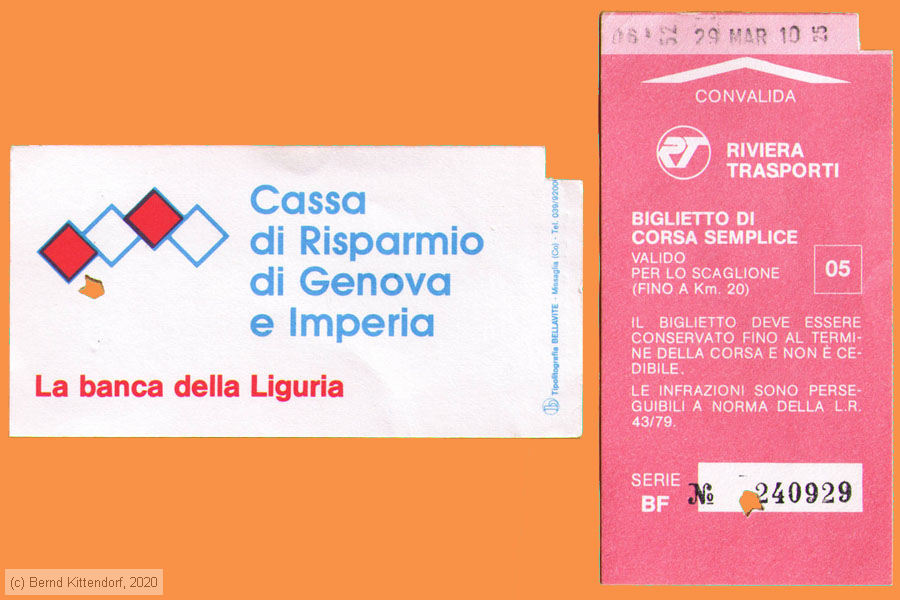 Cassa
di Risparmio
di Genova
e Imperia
La banca della Liguria
Tipolitografia BELLAVITE - Missaglia (Co) - Tel. 039/9200
29 MAR 10
CONVALIDA
RT
RIVIERA
TRASPORTI
BIGLIETTO DI
CORSA SEMPLICE
VALIDO
PER LO SCAGLIONE
(FINO A Km. 20)
05
IL BIGLIETTO DEVE ESSERE
CONSERVATO FINO AL TERMI-
NE DELLA CORSA E NON È CE-
DIBILE.
LE INFRAZIONI SONO PERSE-
GUIBILI A NORMA DELLA L.R.
43/79.
SERIE
BF
№ 240929
(c) Bernd Kittendorf, 2020